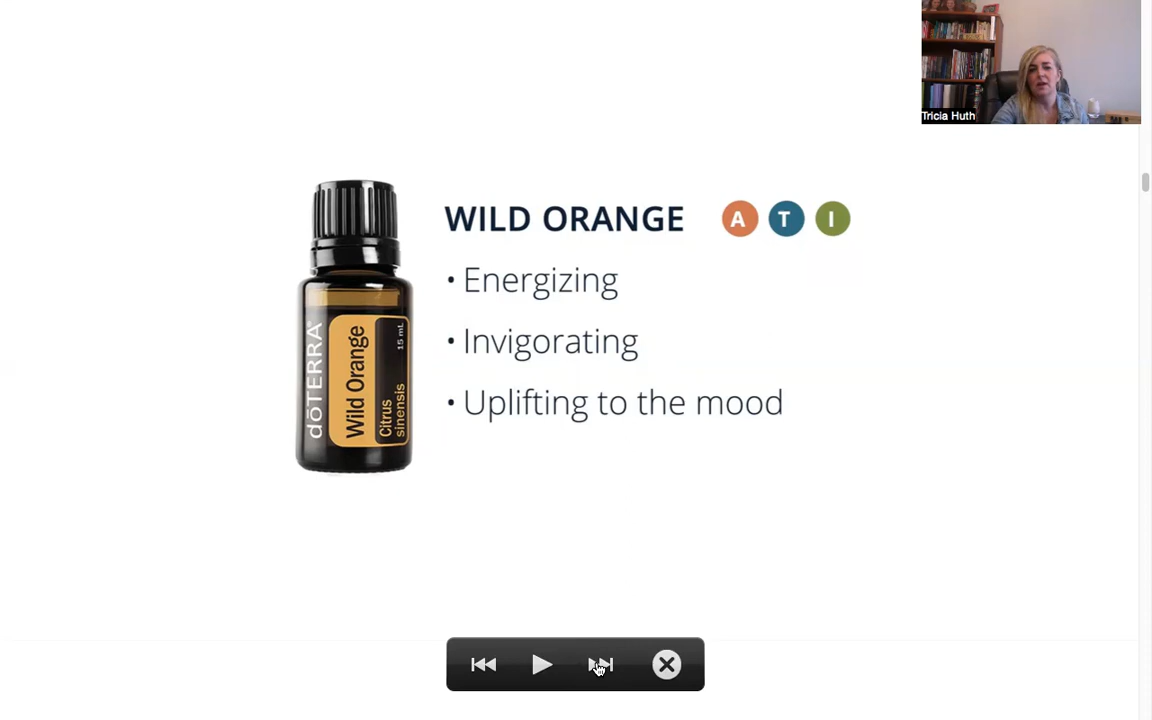 Tricia Huth
WILD ORANGE A T I
• Energizing
• Invigorating
• Uplifting to the mood
dōTERRA®
Wild Orange
Citrus
sinensis
15 mL